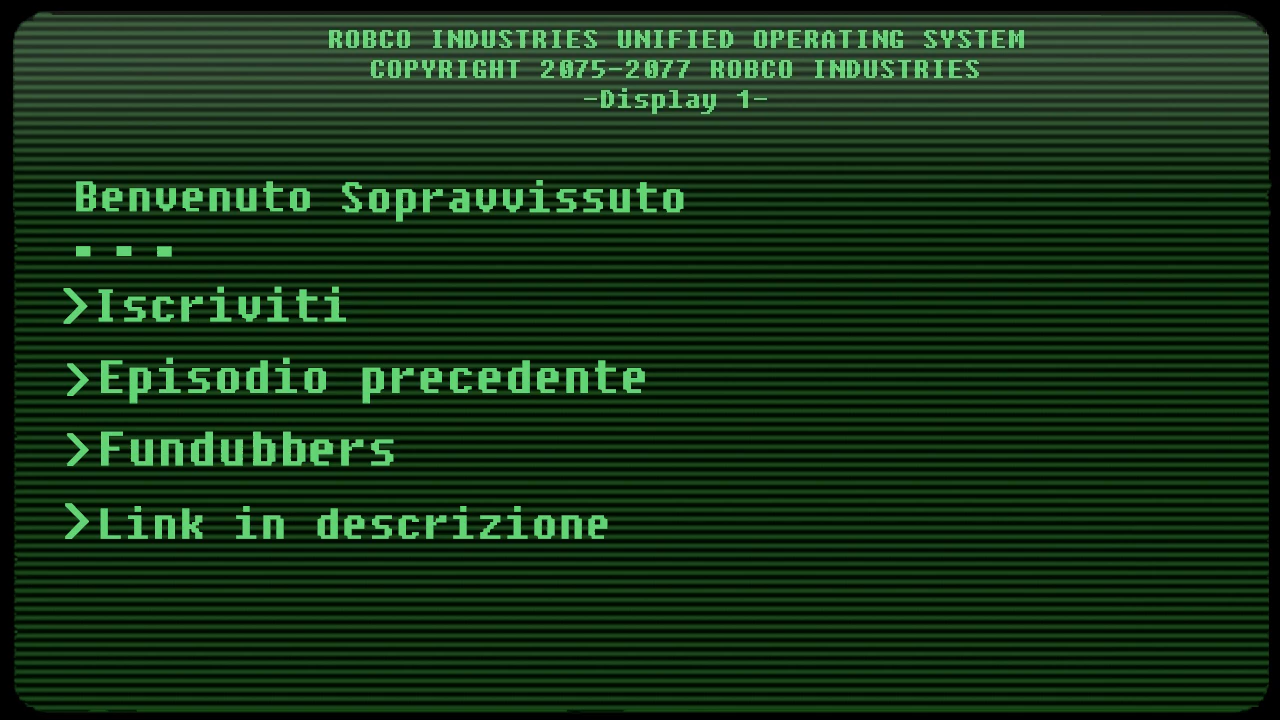 ROBCO INDUSTRIES UNIFIED OPERATING SYSTEM
COPYRIGHT 2075-2077 ROBCO INDUSTRIES
-Display 1-
Benvenuto Sopravvissuto
...
>Iscriviti
>Episodio precedente
>Fundubbers
>Link in descrizione